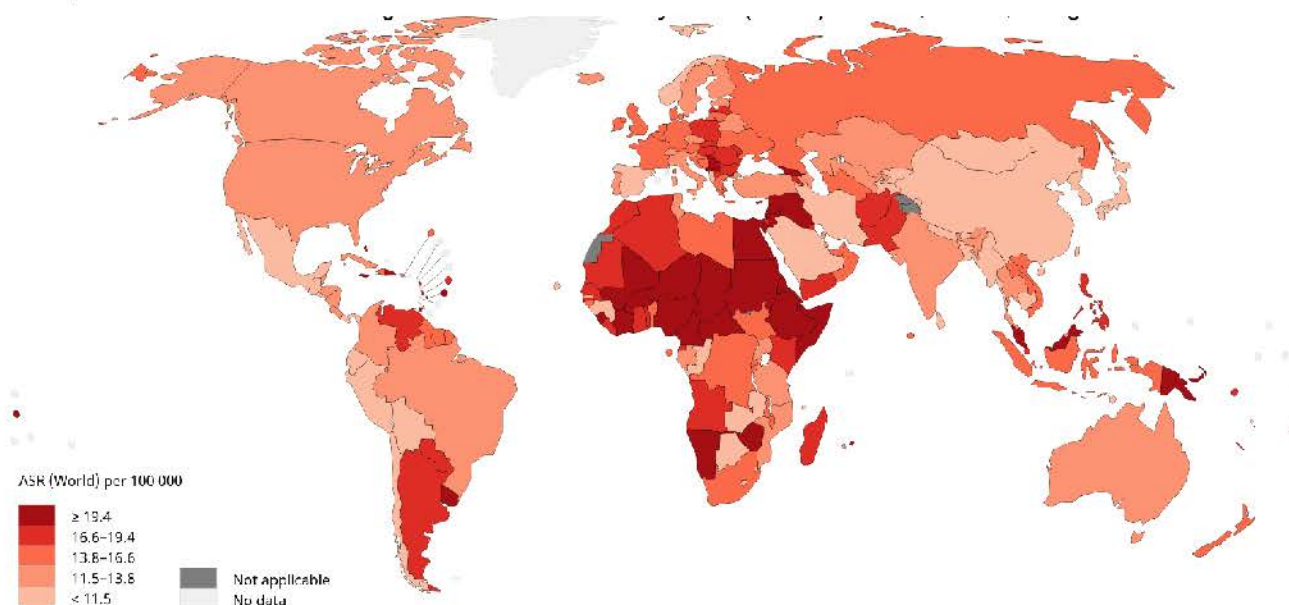 ASR (World) per 100 000
≥ 19.4
16.6–19.4
13.8–16.6
11.5–13.8
< 11.5
Not applicable
No data